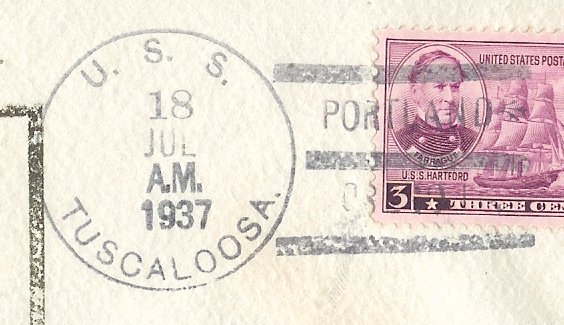 U. S. S.
18
JUL
A.M.
1937
TUSCALOOSA.
PORTLAND
UNITED STATES POSTA
FARRAGUT
U.S.S. HARTFORD
3 ★ THREE CEN